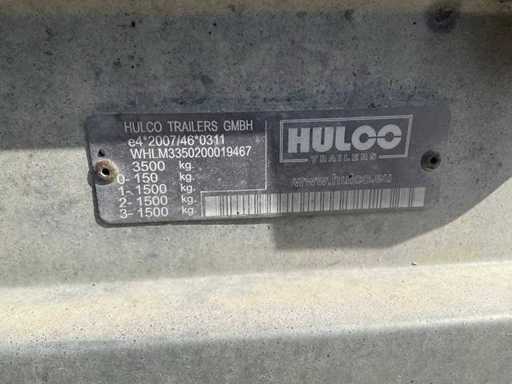 HULCO TRAILERS GMBH
e4*2007/46*0311
WHLM3350200019467
3500 kg.
0- 150 kg.
1- 1500 kg.
2- 1500 kg.
3- 1500 kg.
HULCO
TRAILERS
www.hulco.eu